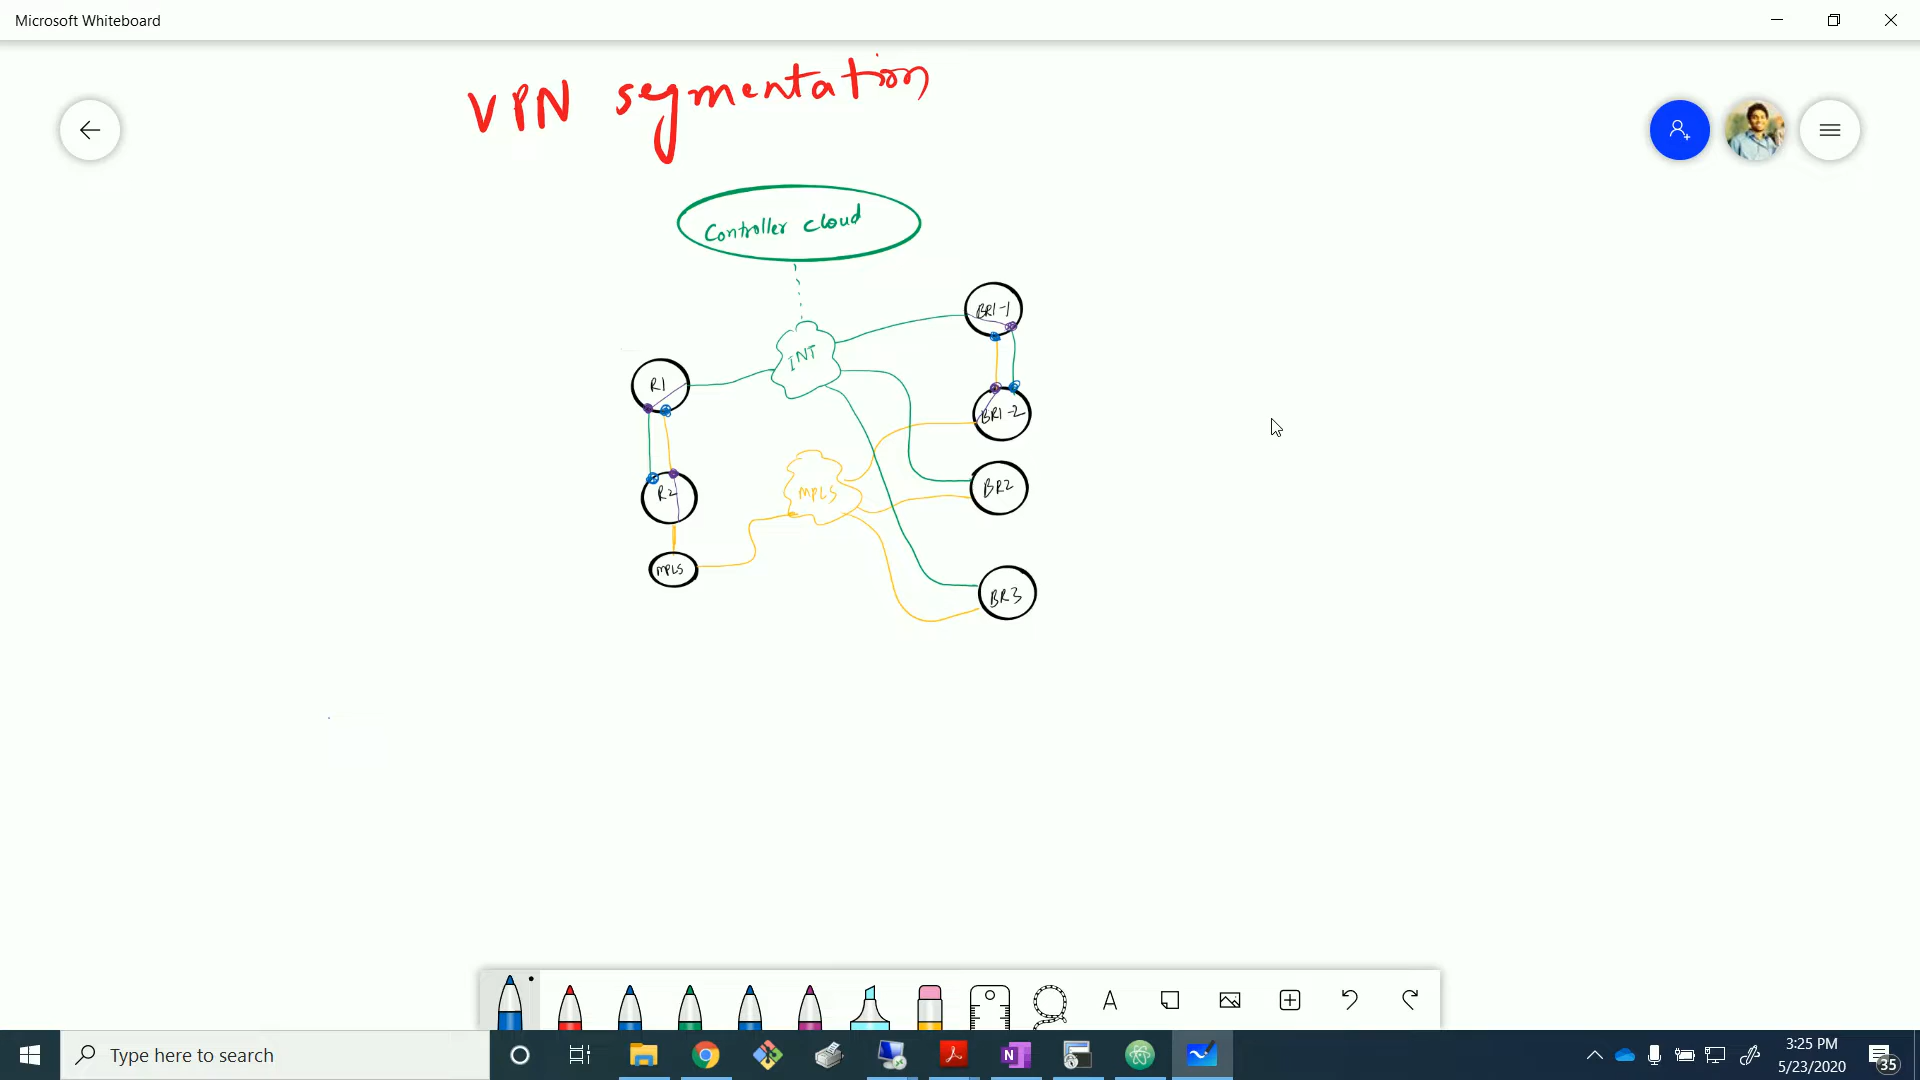 Microsoft Whiteboard
VPN segmentation
Controller cloud
BR1-1
INT
R1
BR1-2
R2
MPLS
BR2
MPLS
BR3
A
Type here to search
N
3:25 PM
5/23/2020
35